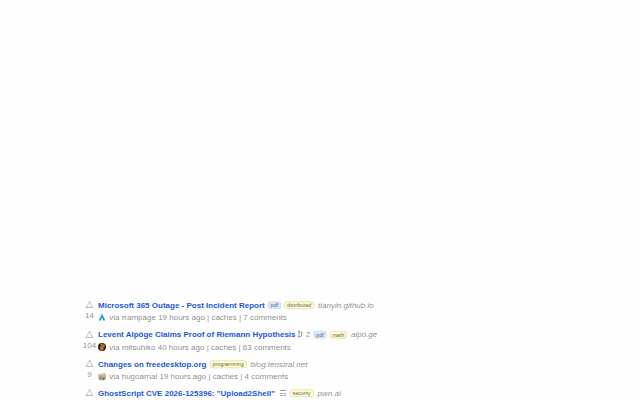 Microsoft 365 Outage - Post Incident Report pdf distributed tianyin.github.io
14 via rrampage 19 hours ago | caches | 7 comments
Levent Alpöge Claims Proof of Riemann Hypothesis 2 pdf math alpo.ge
104 via mitsuhiko 40 hours ago | caches | 63 comments
Changes on freedesktop.org programming blog.tenstral.net
9 via hugoarnal 19 hours ago | caches | 4 comments
GhostScript CVE 2026-125396: "Upload2Shell" security pwn.ai